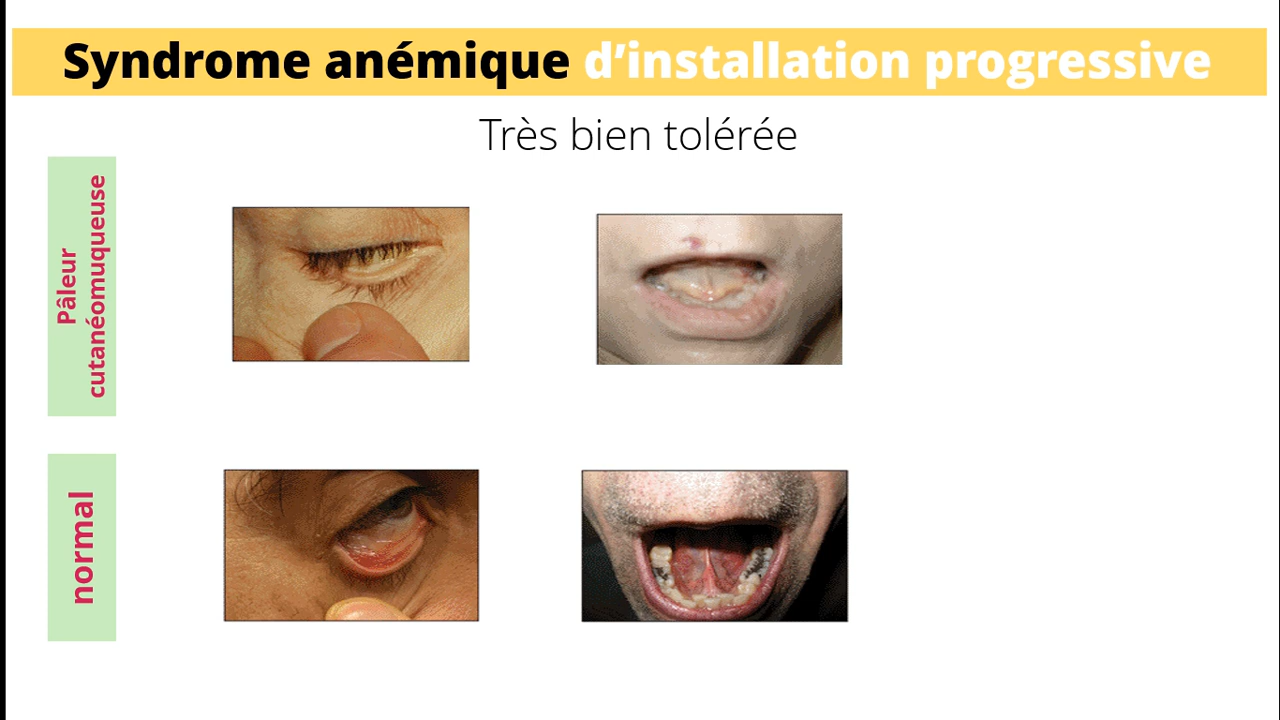 Syndrome anémique d'installation progressive
Très bien tolérée
Pâleur
cutanéomuqueuse
normal